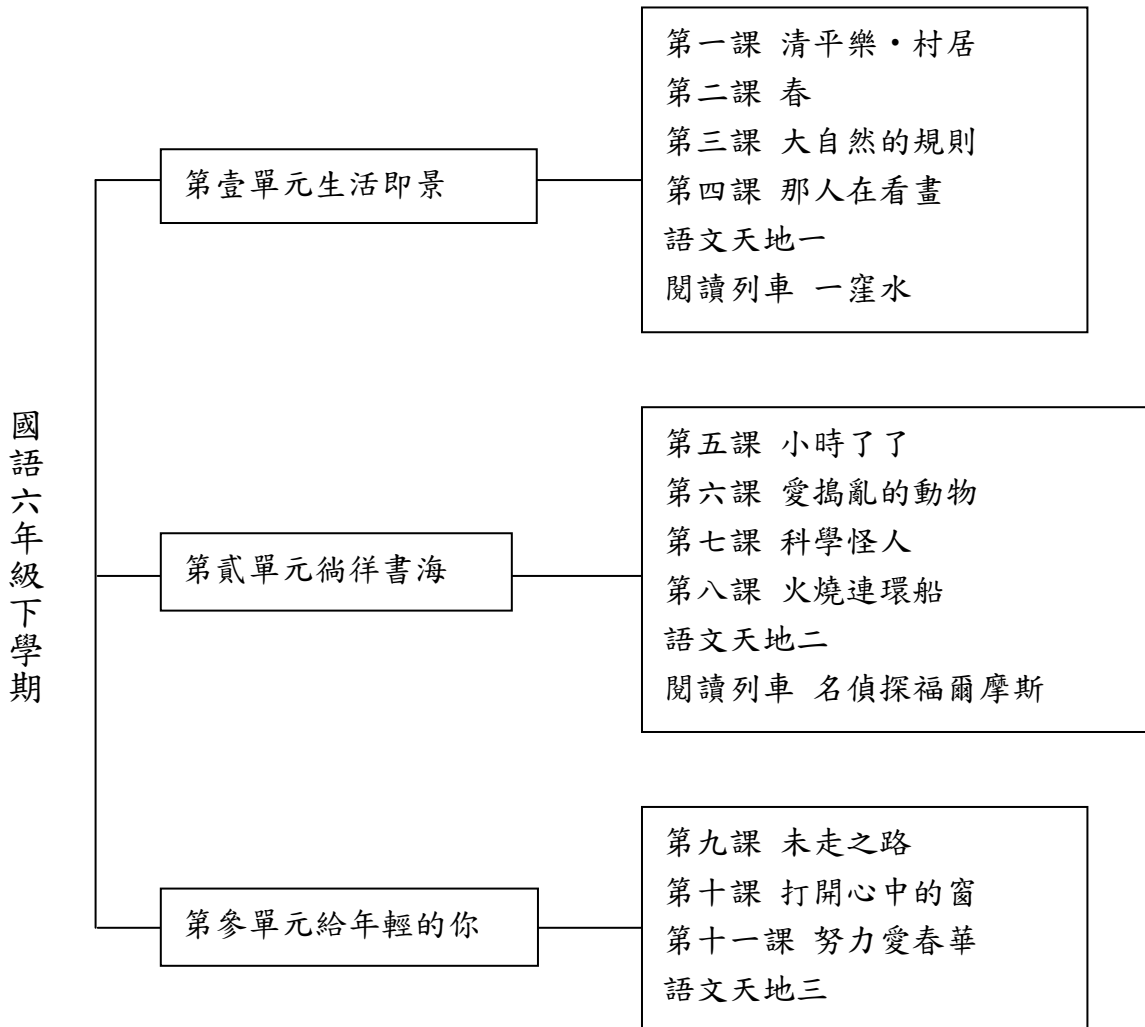 國語六年級下學期
第壹單元生活即景
第一課 清平樂・村居
第二課 春
第三課 大自然的規則
第四課 那人在看畫
語文天地一
閱讀列車 一窪水
第貳單元徜徉書海
第五課 小時了了
第六課 愛搗亂的動物
第七課 科學怪人
第八課 火燒連環船
語文天地二
閱讀列車 名偵探福爾摩斯
第參單元給年輕的你
第九課 未走之路
第十課 打開心中的窗
第十一課 努力愛春華
語文天地三